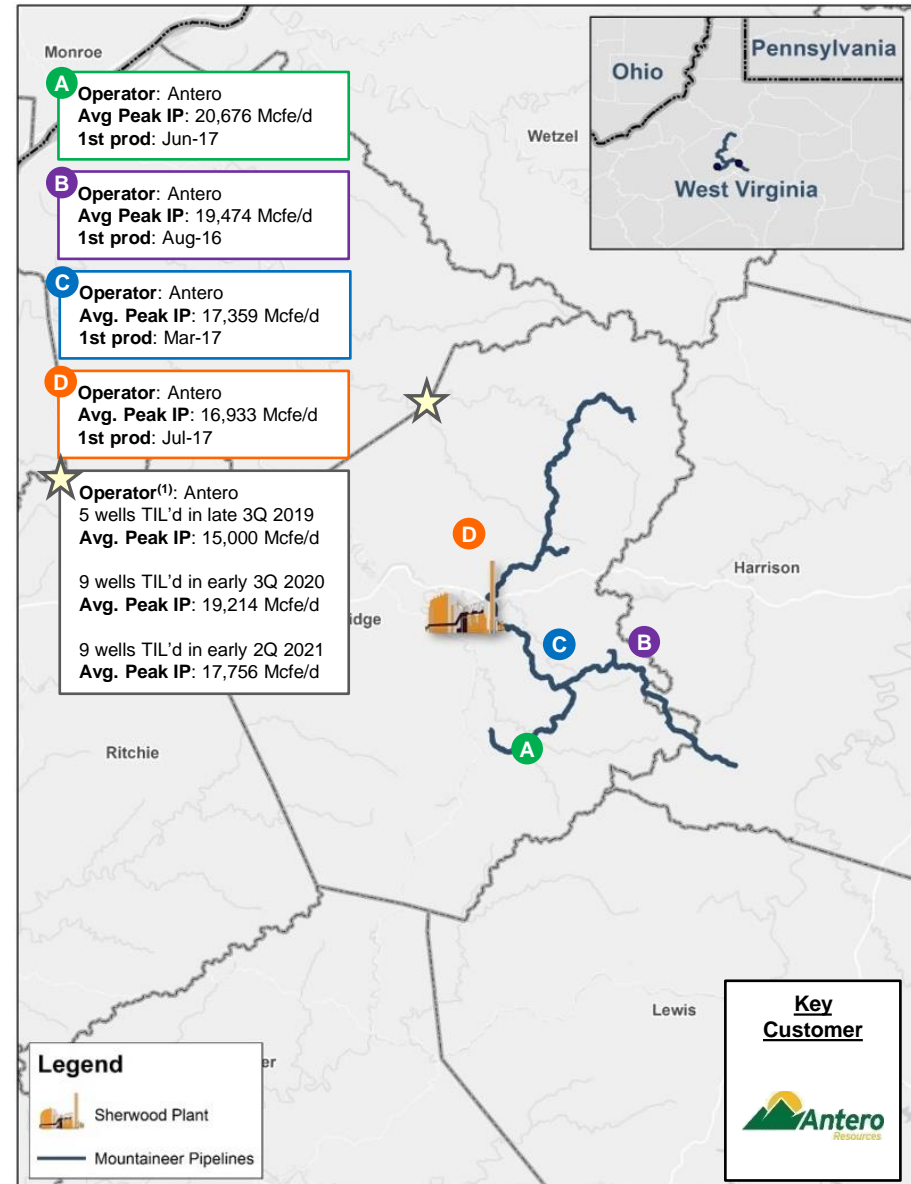 Monroe
Wetzel
Ohio
Pennsylvania
West Virginia
A
Operator: Antero
Avg Peak IP: 20,676 Mcfe/d
1st prod: Jun-17
B
Operator: Antero
Avg Peak IP: 19,474 Mcfe/d
1st prod: Aug-16
C
Operator: Antero
Avg. Peak IP: 17,359 Mcfe/d
1st prod: Mar-17
D
Operator: Antero
Avg. Peak IP: 16,933 Mcfe/d
1st prod: Jul-17
Operator(1): Antero
5 wells TIL'd in late 3Q 2019
Avg. Peak IP: 15,000 Mcfe/d
9 wells TIL'd in early 3Q 2020
Avg. Peak IP: 19,214 Mcfe/d
9 wells TIL'd in early 2Q 2021
Avg. Peak IP: 17,756 Mcfe/d
D
Harrison
idge
C
B
A
Ritchie
Lewis
er
Legend
Sherwood Plant
Mountaineer Pipelines
Key
Customer
Antero
Resources